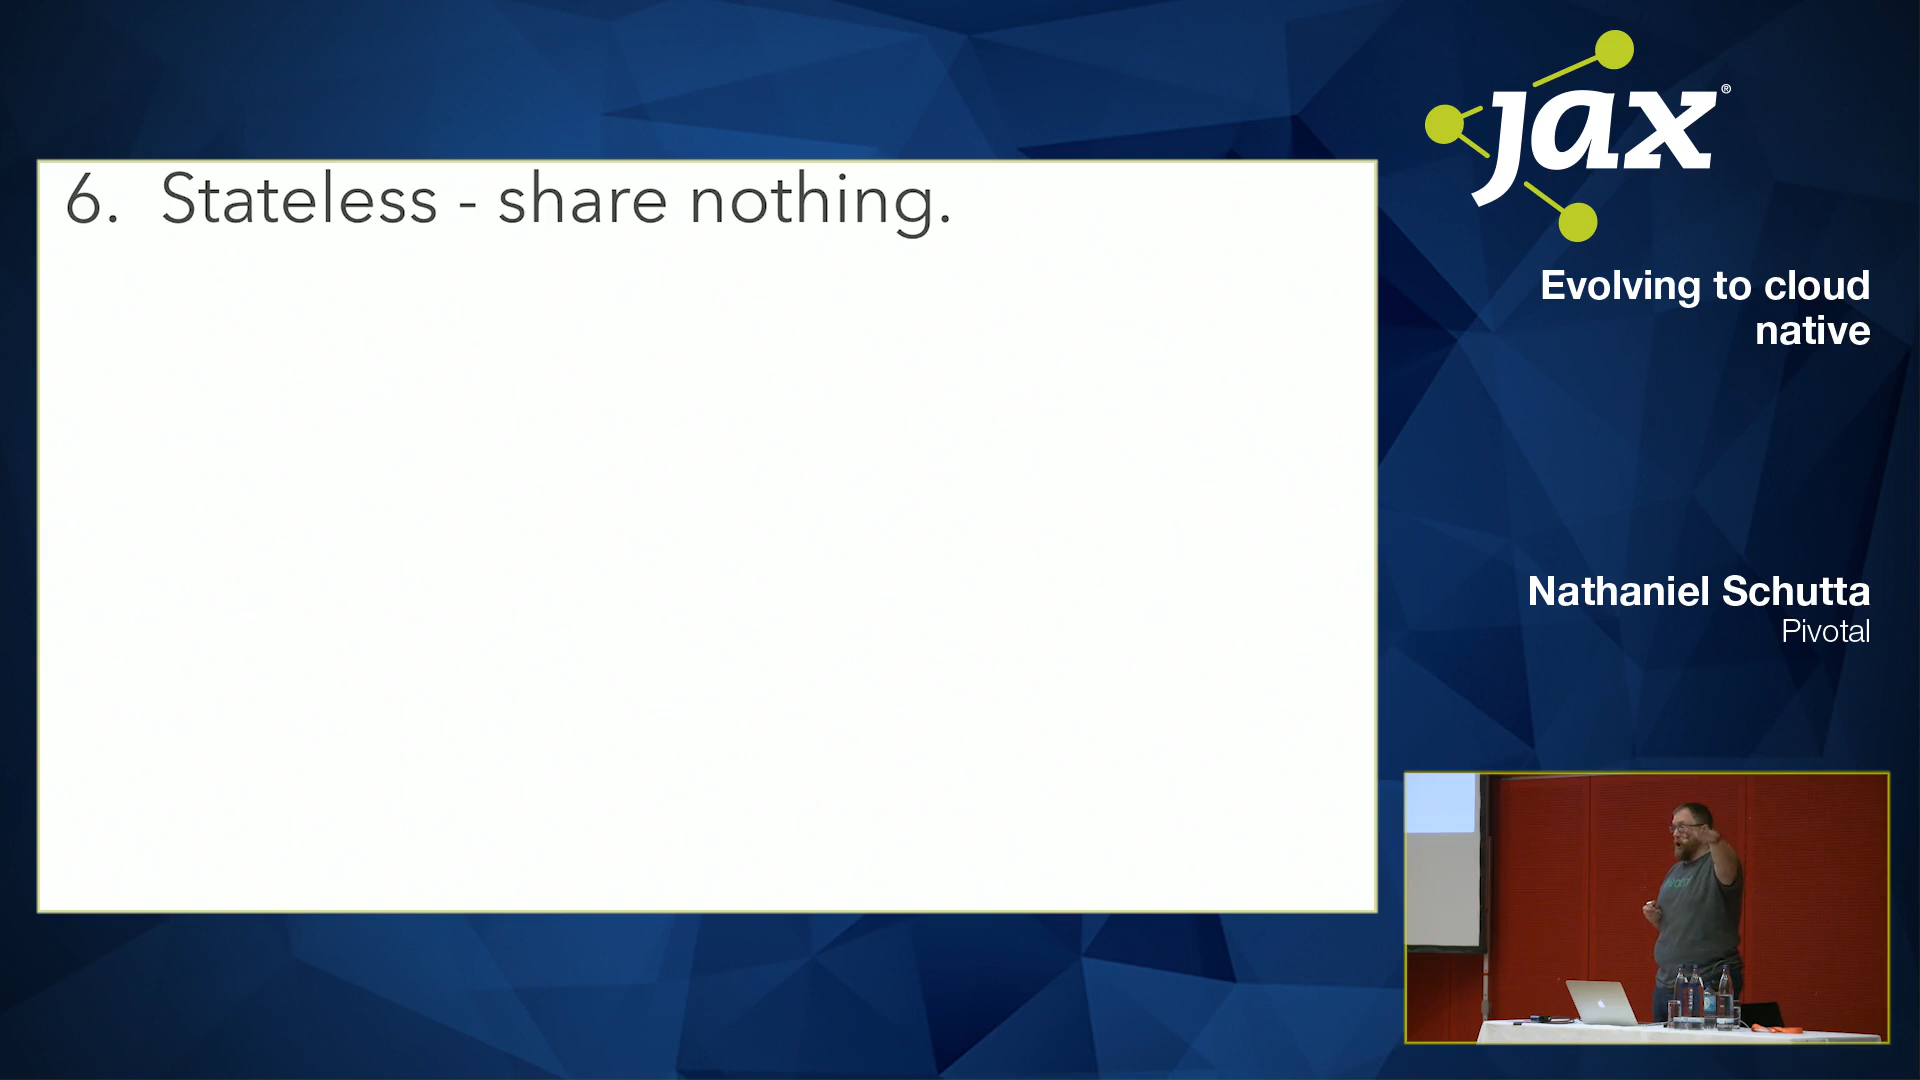 6. Stateless - share nothing.
jax®
Evolving to cloud
native
Nathaniel Schutta
Pivotal